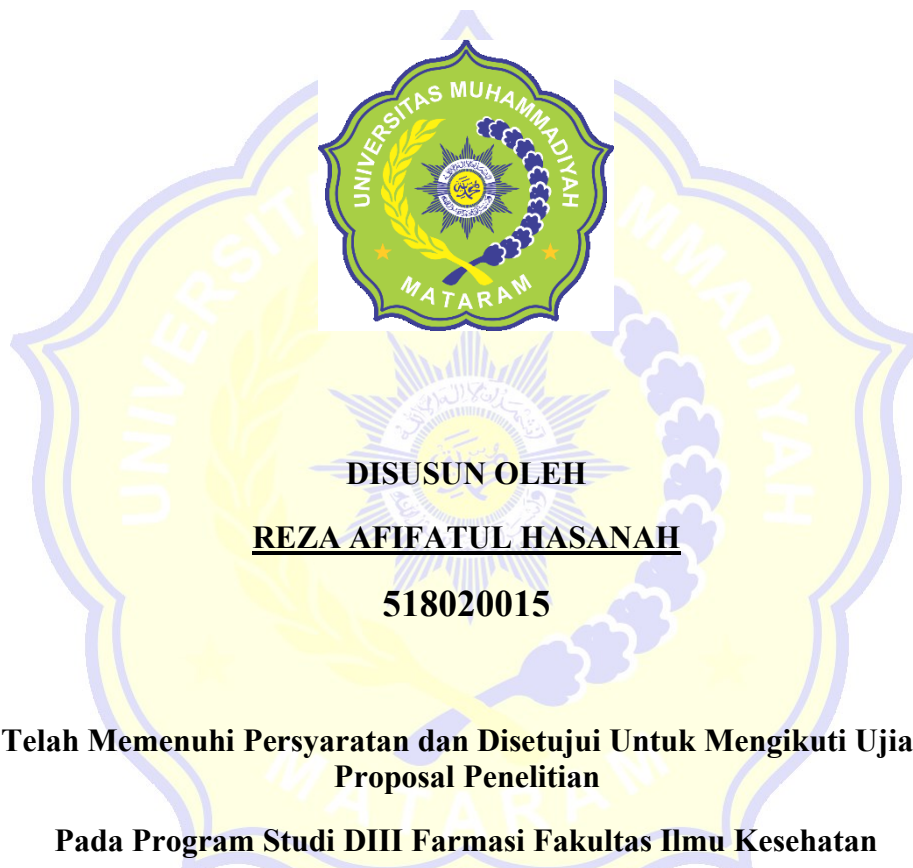 UNIVERSITAS MUHAMMADIYAH
MATARAM
DISUSUN OLEH
REZA AFIFATUL HASANAH
518020015
Telah Memenuhi Persyaratan dan Disetujui Untuk Mengikuti Ujia
Proposal Penelitian
Pada Program Studi DIII Farmasi Fakultas Ilmu Kesehatan